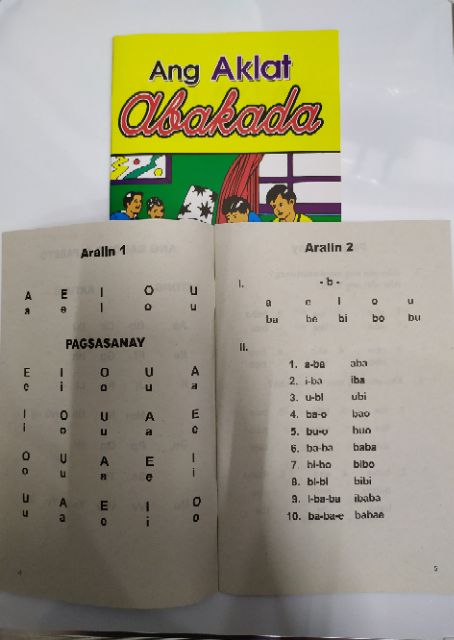 Ang Aklat
Abakada
Aralin 1
A E I O U
a e i o u
PAGSASANAY
E I O U A
e i o u a
I O U A E
i o u a e
O U A E I
o u a e i
U A E I O
u a e i o
4
Aralin 2
I. - b -
a e i o u
ba be bi bo bu
II.
1. a-ba aba
2. i-ba iba
3. u-bi ubi
4. ba-o bao
5. bu-o buo
6. ba-ba baba
7. bi-bo bibo
8. bi-bi bibi
9. i-ba-ba ibaba
10. ba-ba-e babae
5